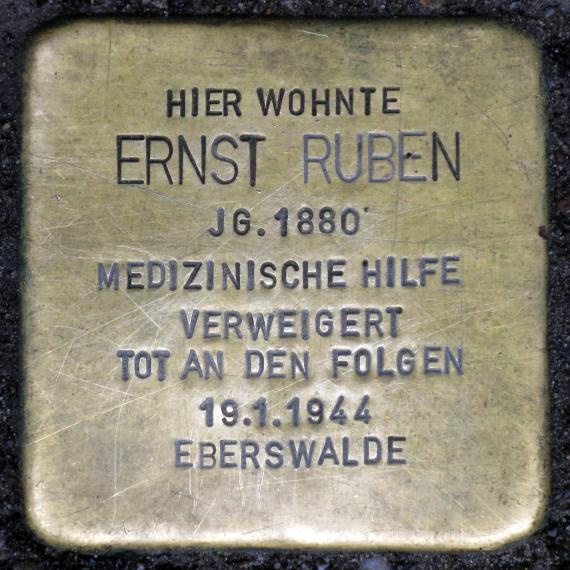 HIER WOHNTE
ERNST RUBEN
JG. 1880
MEDIZINISCHE HILFE
VERWEIGERT
TOT AN DEN FOLGEN
19.1.1944
EBERSWALDE